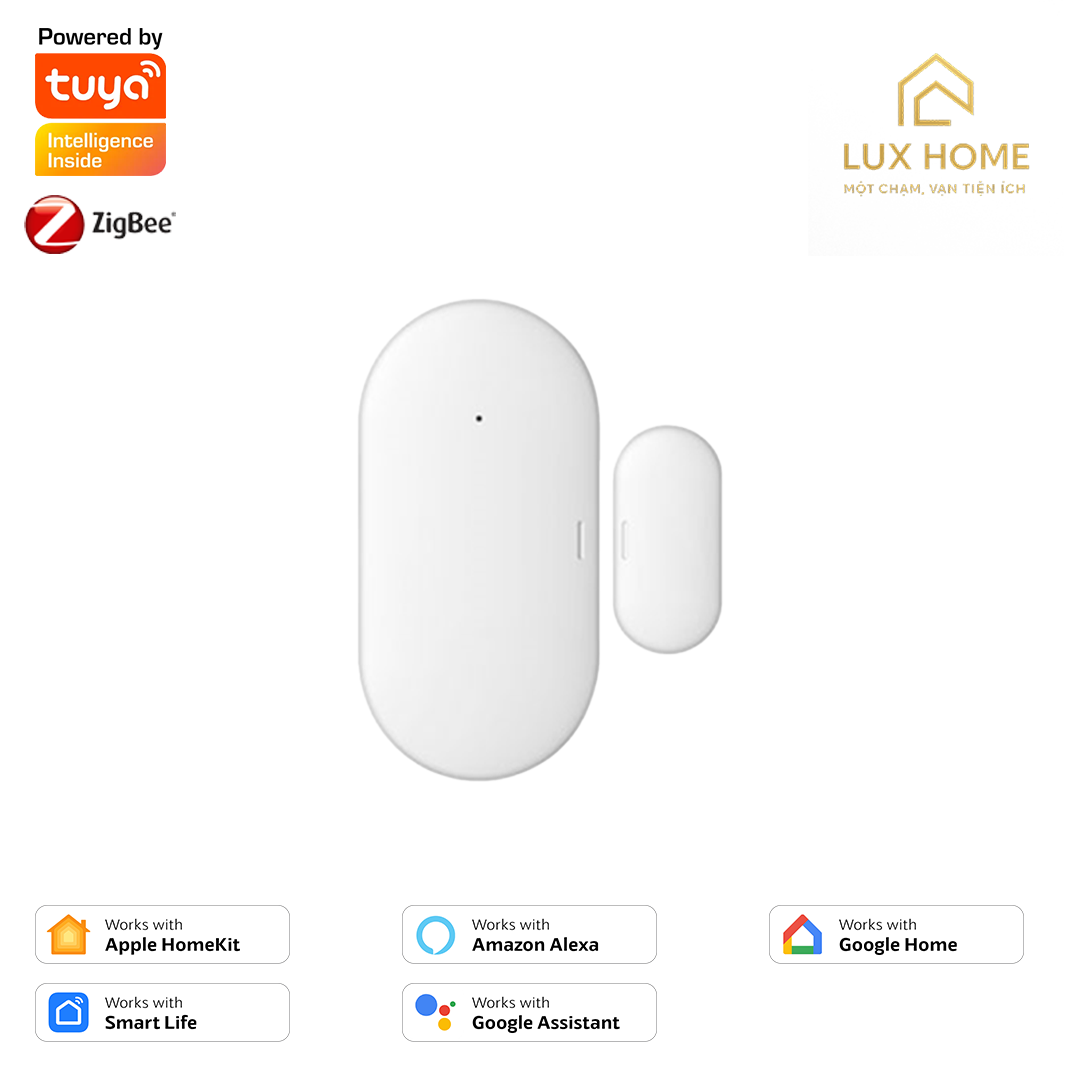 Powered by
tuya
Intelligence
Inside
ZigBee®
LUX HOME
MỘT CHẠM, VẠN TIỆN ÍCH
Works with
Apple HomeKit
Works with
Amazon Alexa
Works with
Google Home
Works with
Smart Life
Works with
Google Assistant